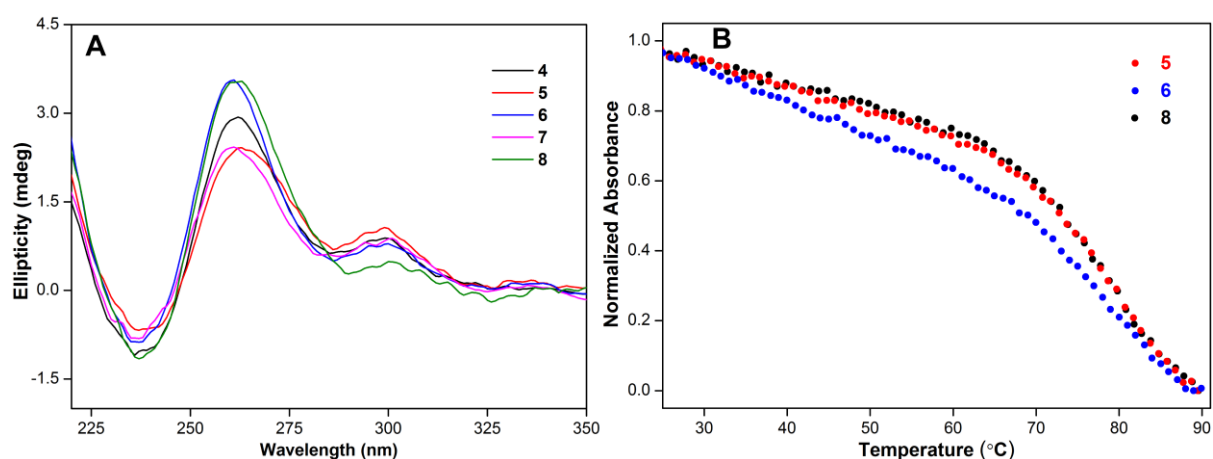 A
4.5
3.0
1.5
0.0
-1.5
Ellipticity (mdeg)
4
5
6
7
8
225 250 275 300 325 350
Wavelength (nm)
B
1.0
0.8
0.6
0.4
0.2
0.0
Normalized Absorbance
5
6
8
30 40 50 60 70 80 90
Temperature (°C)